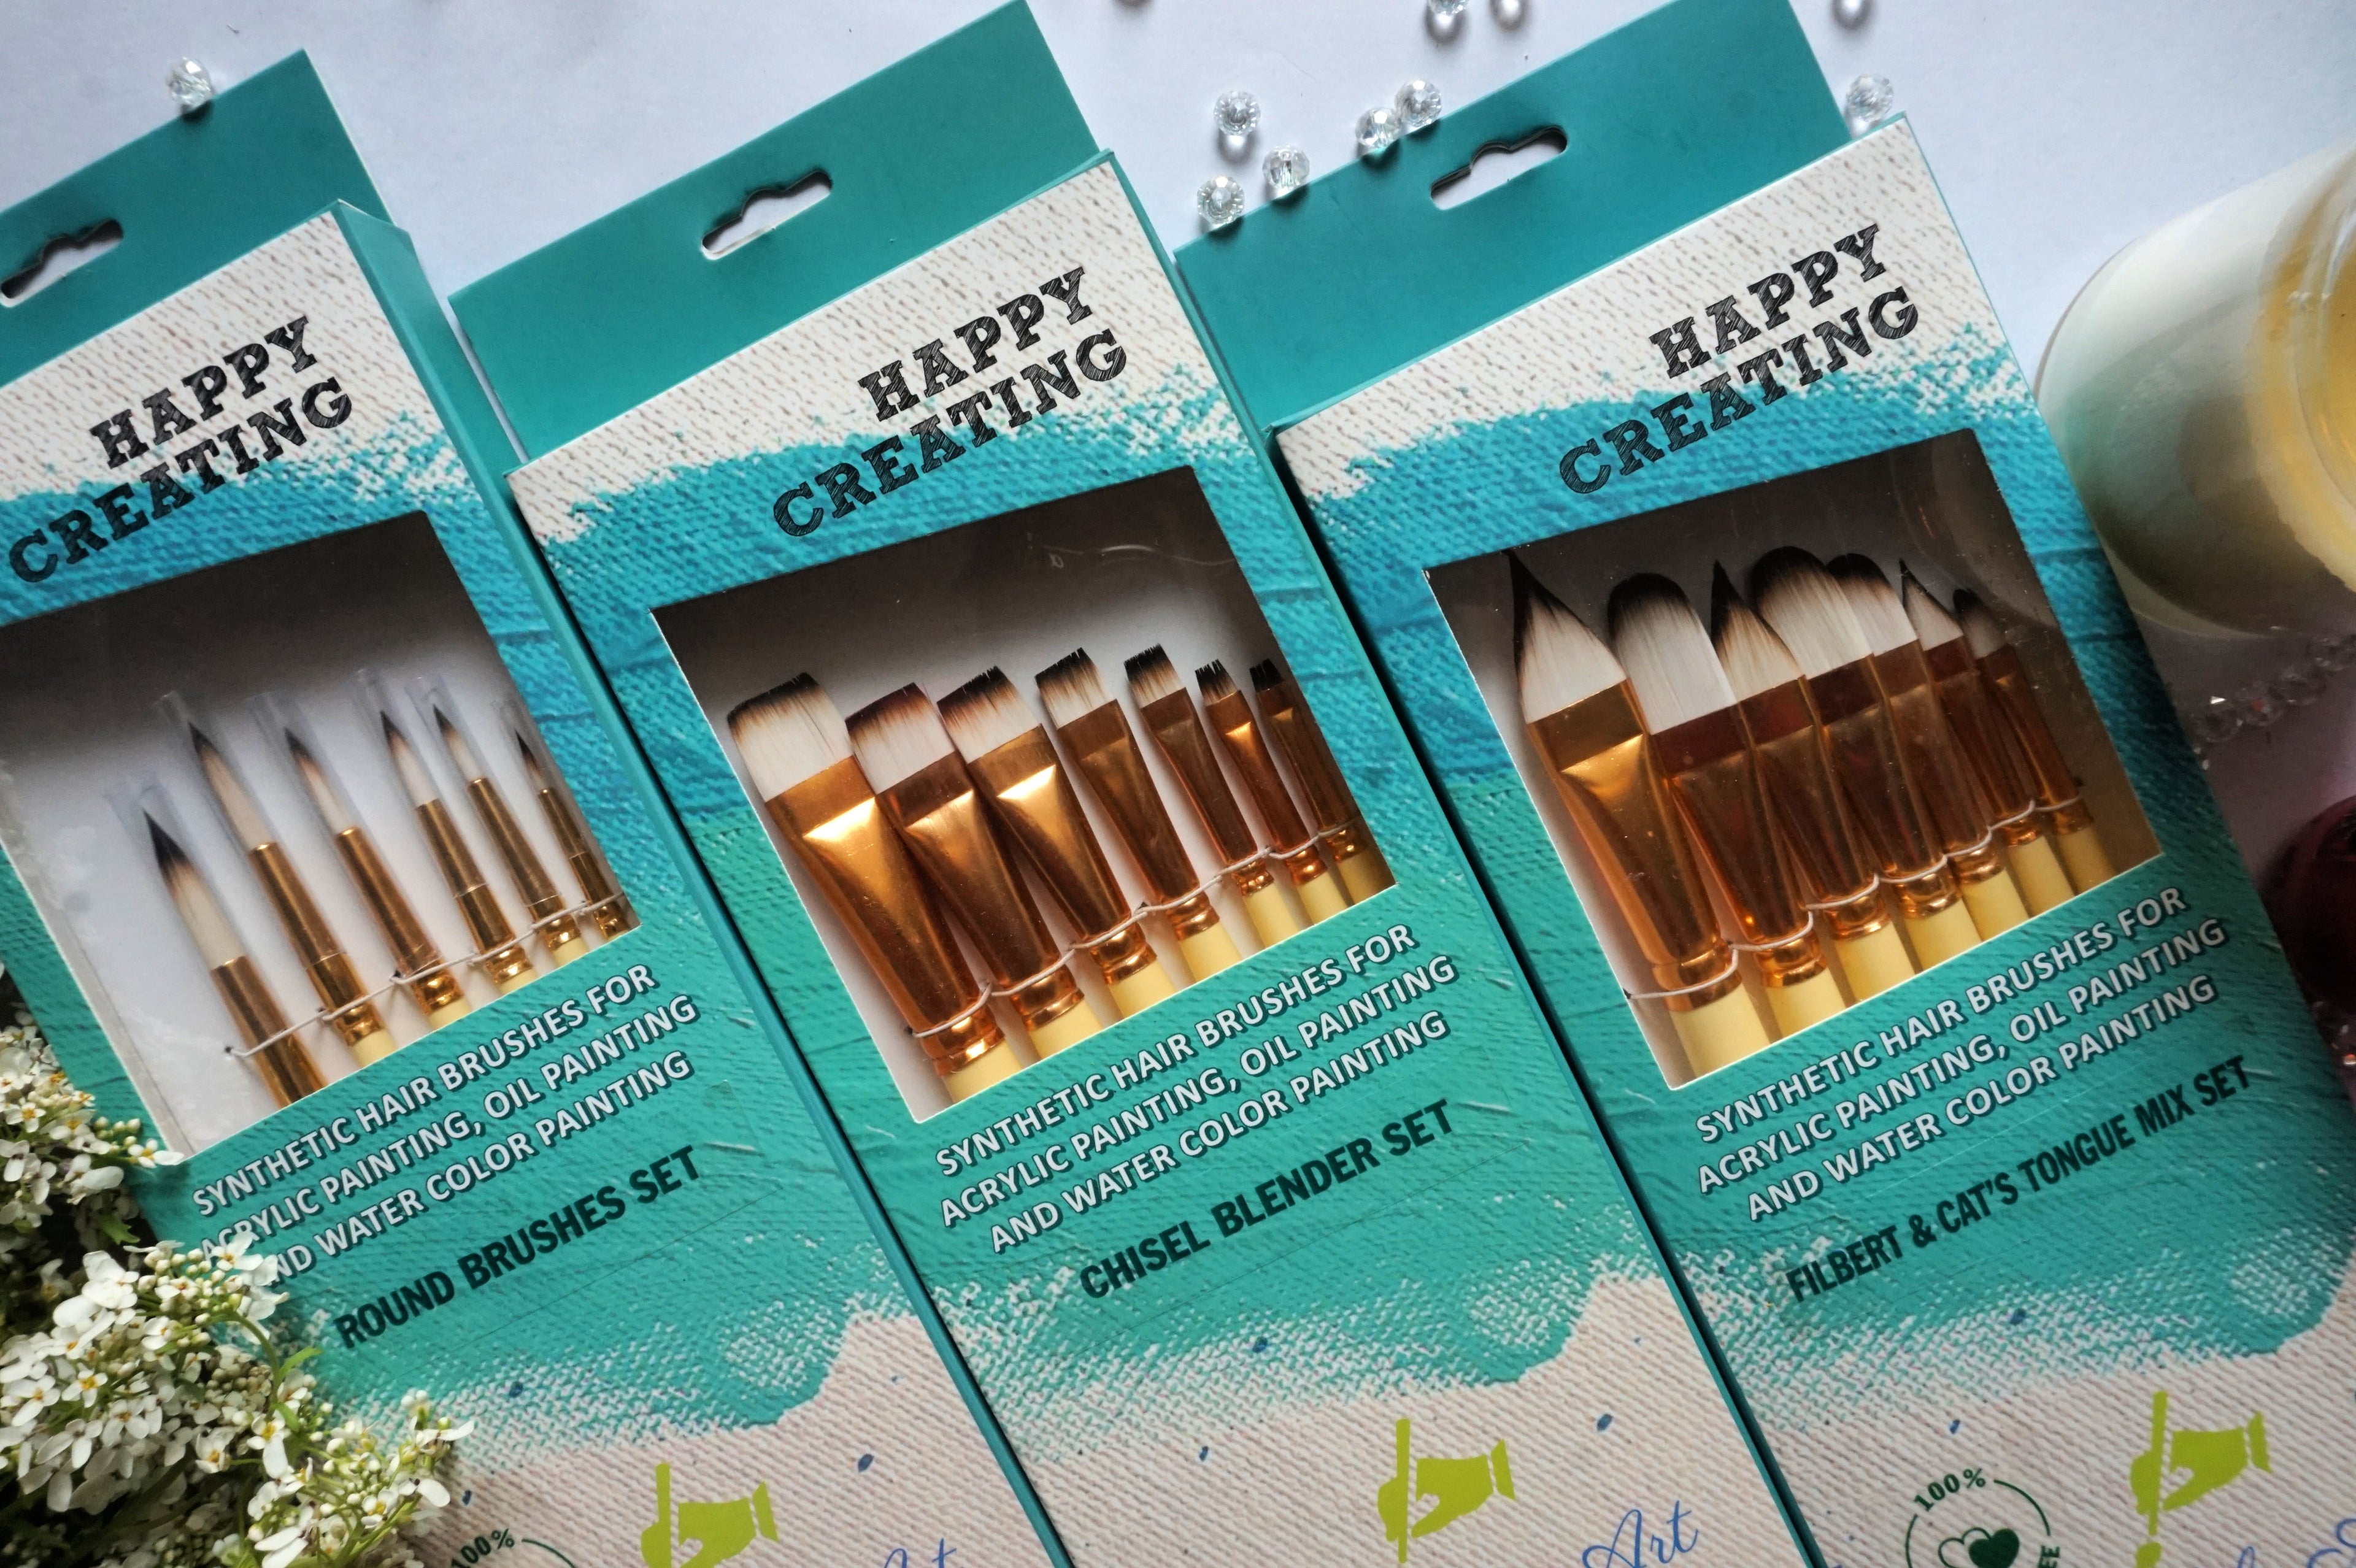 HAPPY
CREATING
SYNTHETIC HAIR BRUSHES FOR
ACRYLIC PAINTING, OIL PAINTING
AND WATER COLOR PAINTING
ROUND BRUSHES SET
100%
HAPPY
CREATING
SYNTHETIC HAIR BRUSHES FOR
ACRYLIC PAINTING, OIL PAINTING
AND WATER COLOR PAINTING
CHISEL BLENDER SET
Art
HAPPY
CREATING
SYNTHETIC HAIR BRUSHES FOR
ACRYLIC PAINTING, OIL PAINTING
AND WATER COLOR PAINTING
FILBERT & CAT'S TONGUE MIX SET
100%